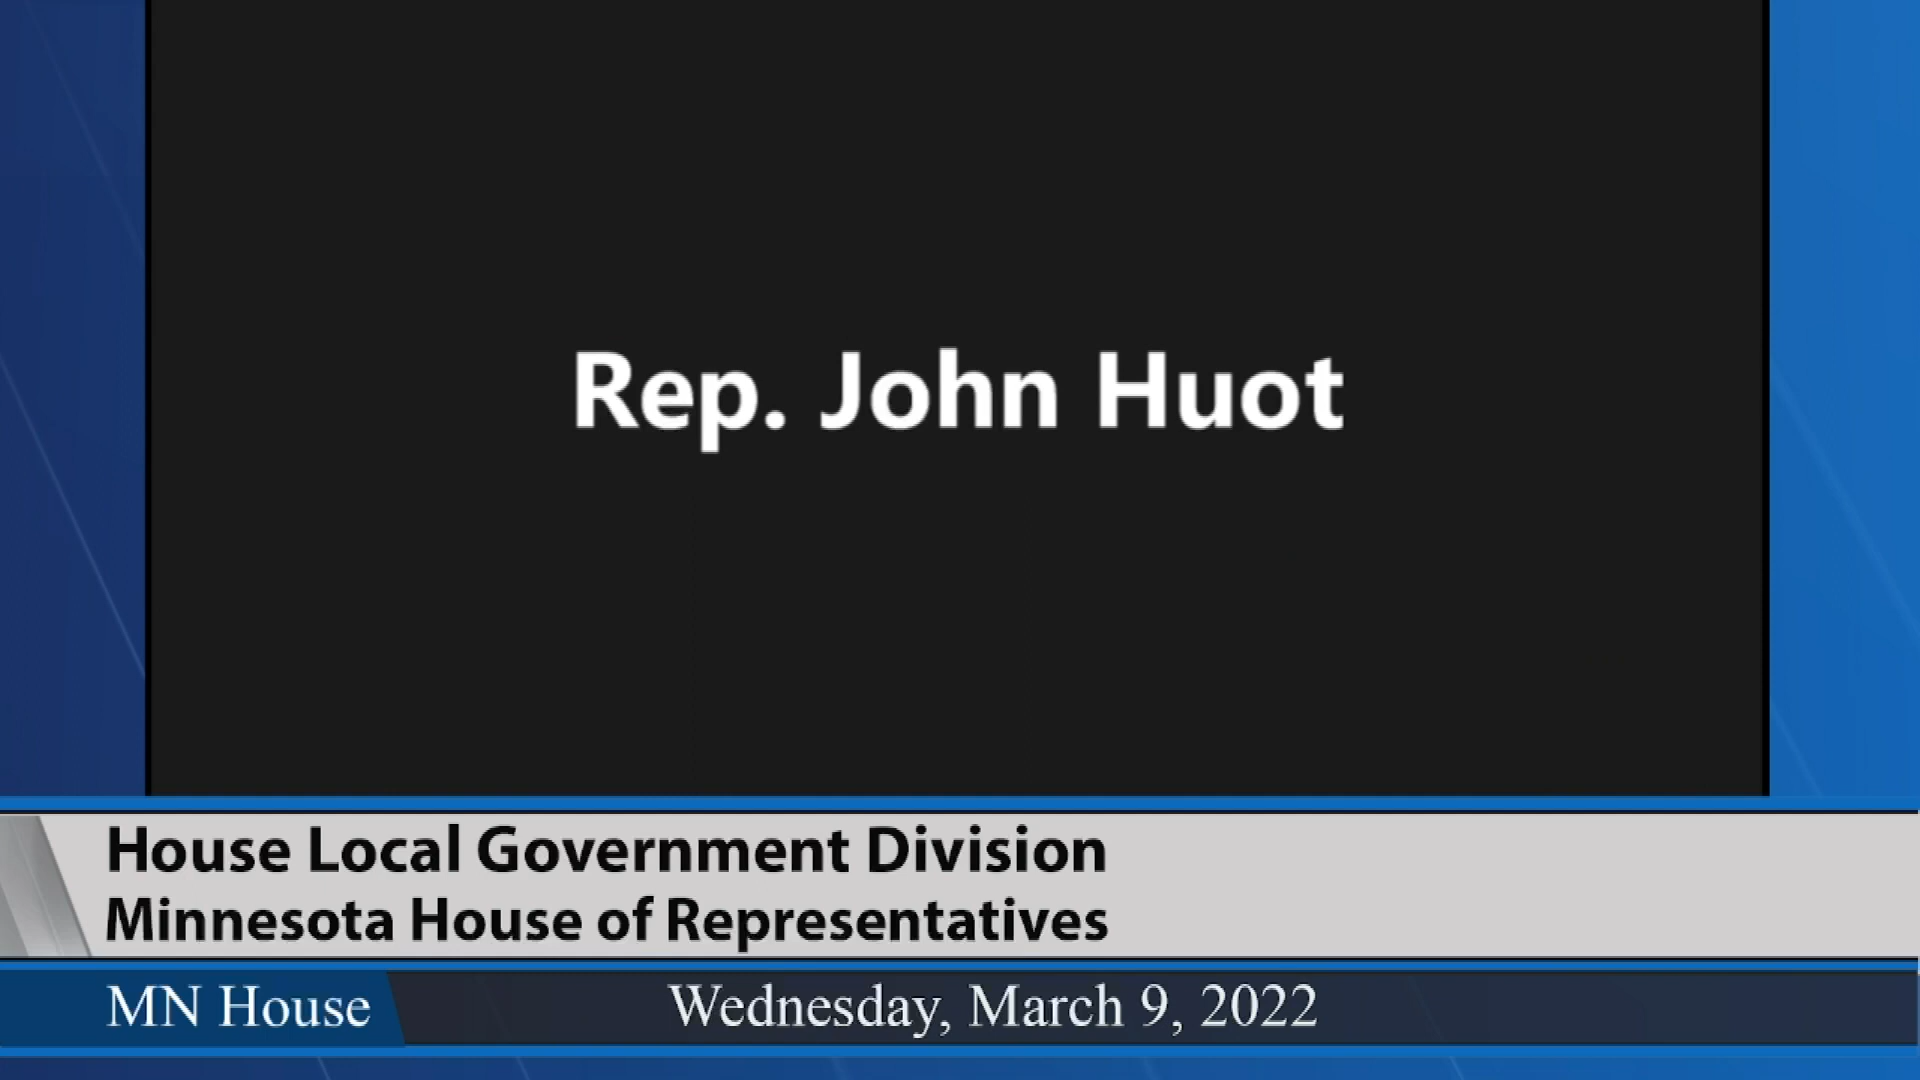 Rep. John Huot
House Local Government Division
Minnesota House of Representatives
MN House
Wednesday, March 9, 2022